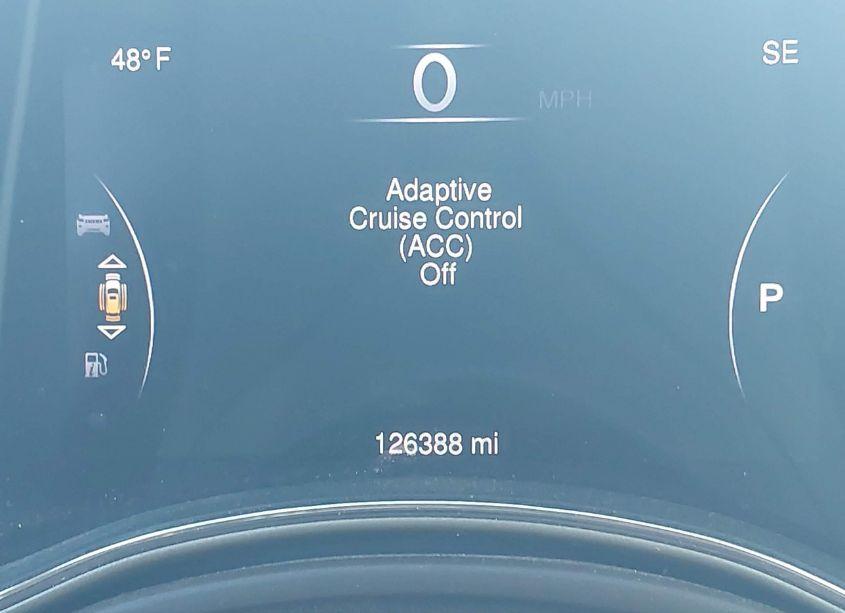 48° F
SE
0
MPH
Adaptive
Cruise Control
(ACC)
Off
P
126388 mi